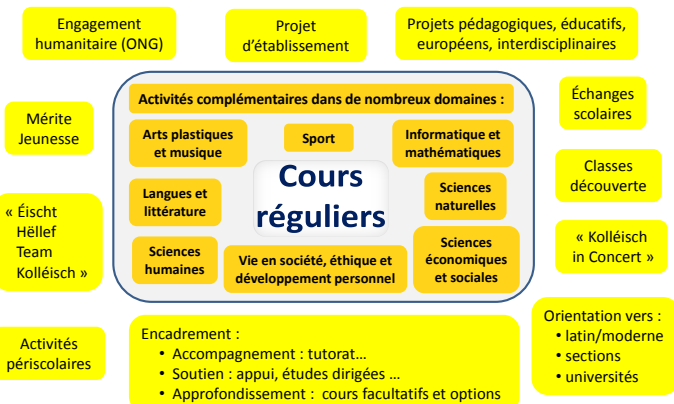 Engagement
humanitaire (ONG)
Projet
d'établissement
Projets pédagogiques, éducatifs,
européens, interdisciplinaires
Activités complémentaires dans de nombreux domaines :
Mérite
Jeunesse
Arts plastiques
et musique
Sport
Informatique et
mathématiques
Échanges
scolaires
Cours
réguliers
Langues et
littérature
Sciences
naturelles
Classes
découverte
« Éischt
Hëllef
Team
Kolléisch »
Sciences
humaines
Vie en société, éthique et
développement personnel
Sciences
économiques
et sociales
« Kolléisch
in Concert »
Activités
périscolaires
Encadrement :
• Accompagnement : tutorat…
• Soutien : appui, études dirigées …
• Approfondissement : cours facultatifs et options
Orientation vers :
• latin/moderne
• sections
• universités